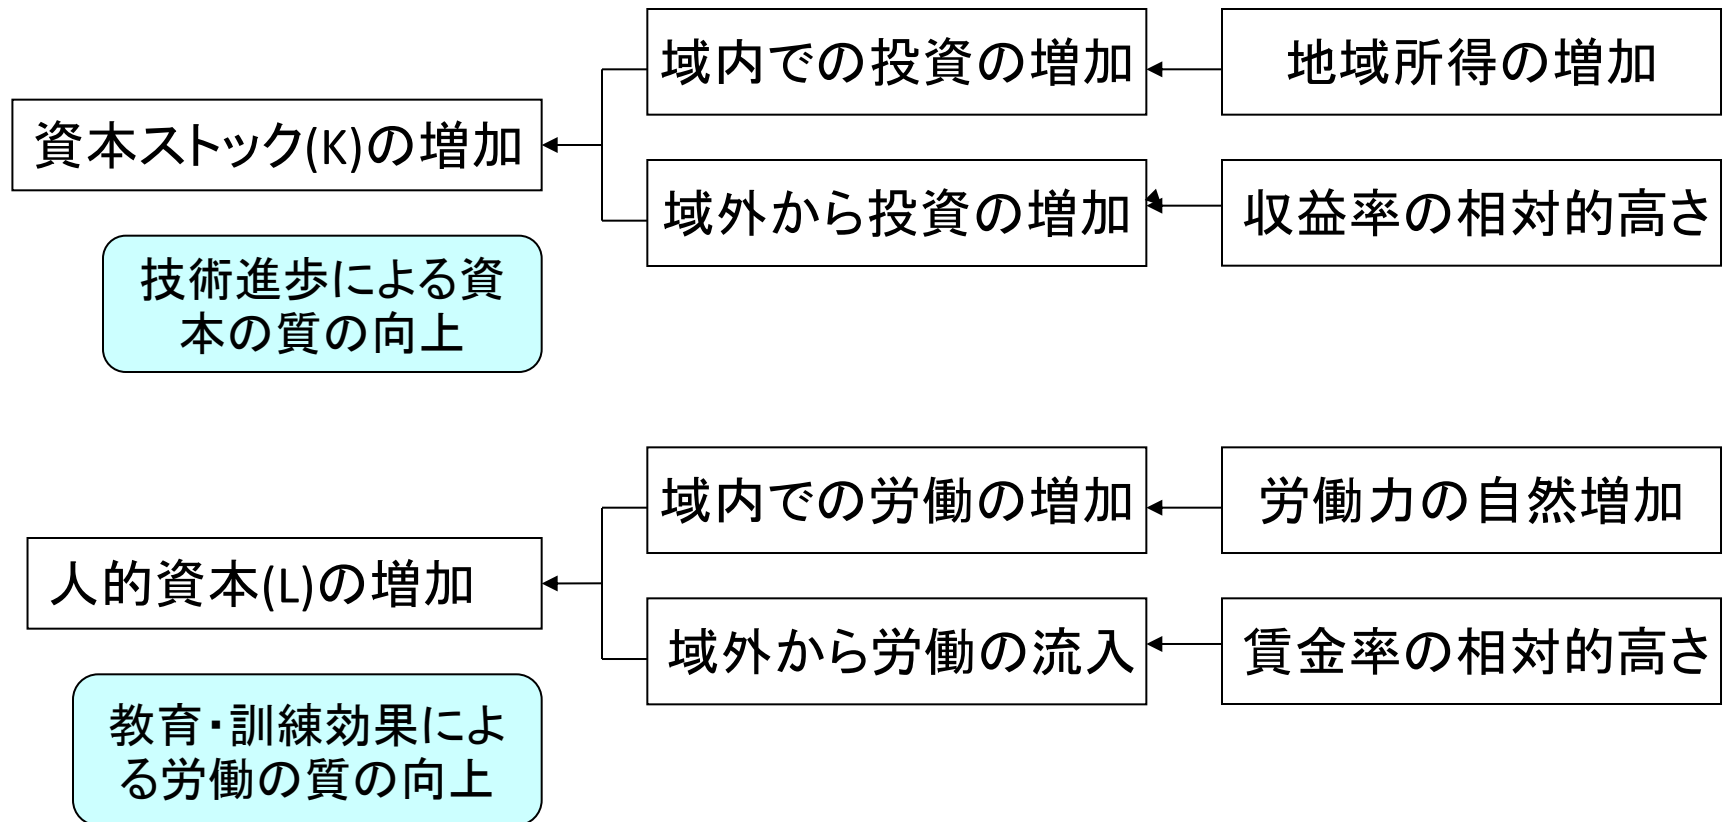 域内での投資の増加
地域所得の増加
資本ストック(K)の増加
域外から投資の増加
収益率の相対的高さ
技術進歩による資
本の質の向上
域内での労働の増加
労働力の自然増加
人的資本(L)の増加
域外から労働の流入
賃金率の相対的高さ
教育・訓練効果によ
る労働の質の向上